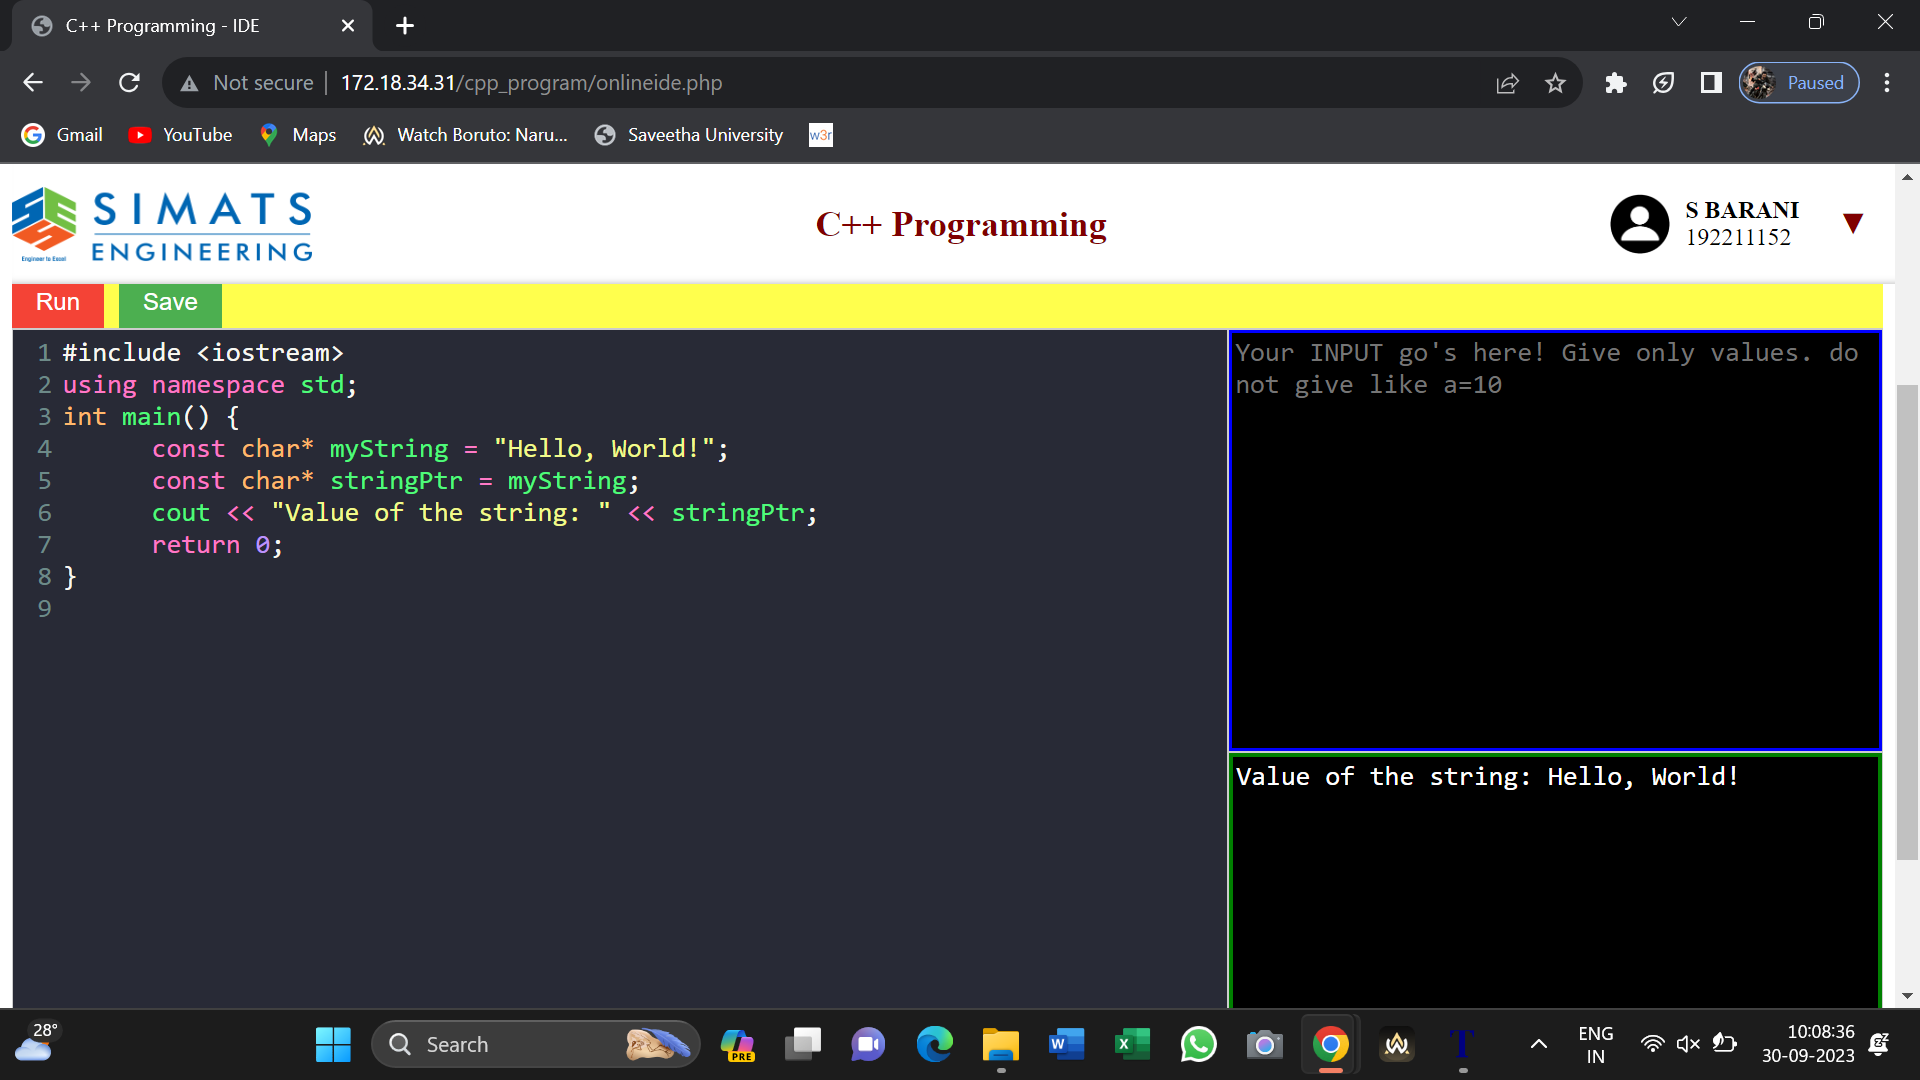 C++ Programming - IDE
Not secure | 172.18.34.31/cpp_program/onlineide.php
Paused
Gmail
YouTube
Maps
Watch Boruto: Naru...
Saveetha University
w3r
SIMATS
ENGINEERING
Engineer to Excel
C++ Programming
S BARANI
192211152
Run
Save
1 #include <iostream>
2 using namespace std;
3 int main() {
4 const char* myString = "Hello, World!";
5 const char* stringPtr = myString;
6 cout << "Value of the string: " << stringPtr;
7 return 0;
8 }
9
Your INPUT go's here! Give only values. do
not give like a=10
Value of the string: Hello, World!
28°
Search
PRE
ENG
IN
10:08:36
30-09-2023